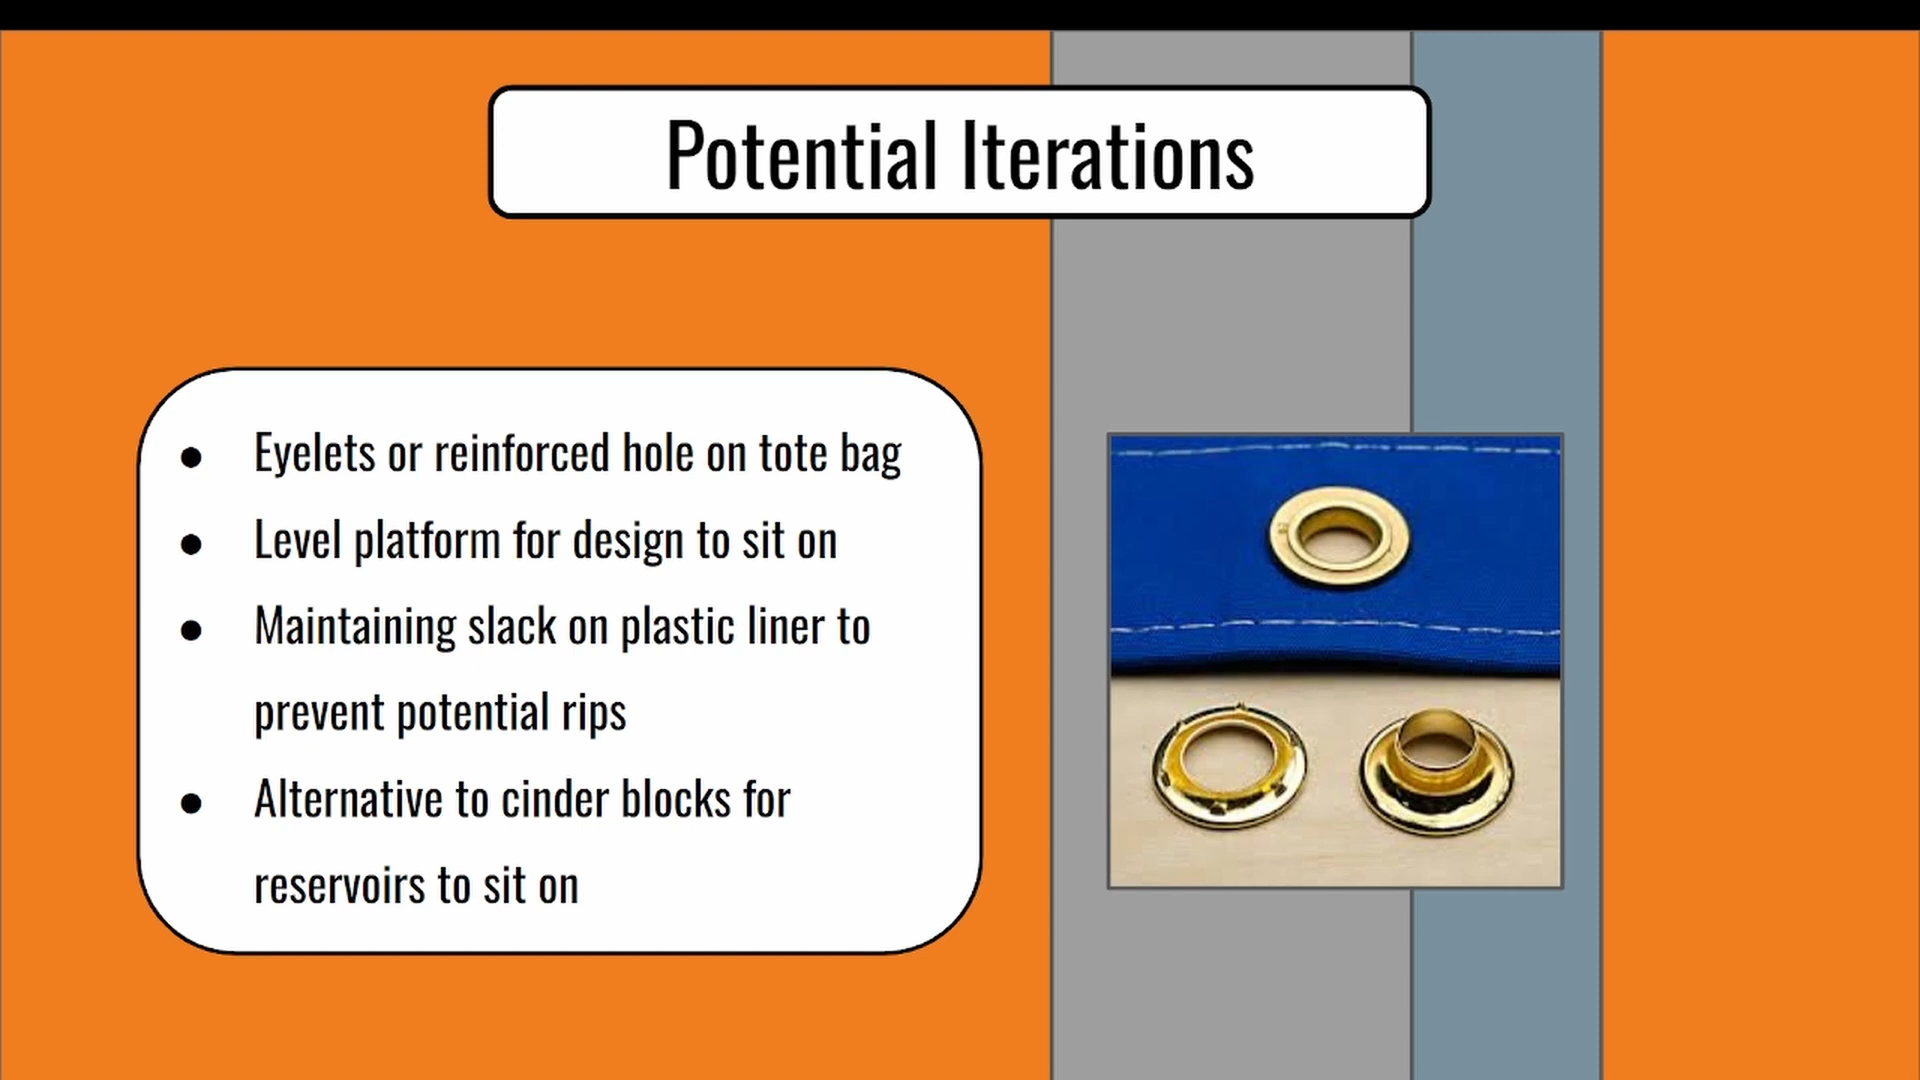 Potential Iterations
● Eyelets or reinforced hole on tote bag
● Level platform for design to sit on
● Maintaining slack on plastic liner to
prevent potential rips
● Alternative to cinder blocks for
reservoirs to sit on